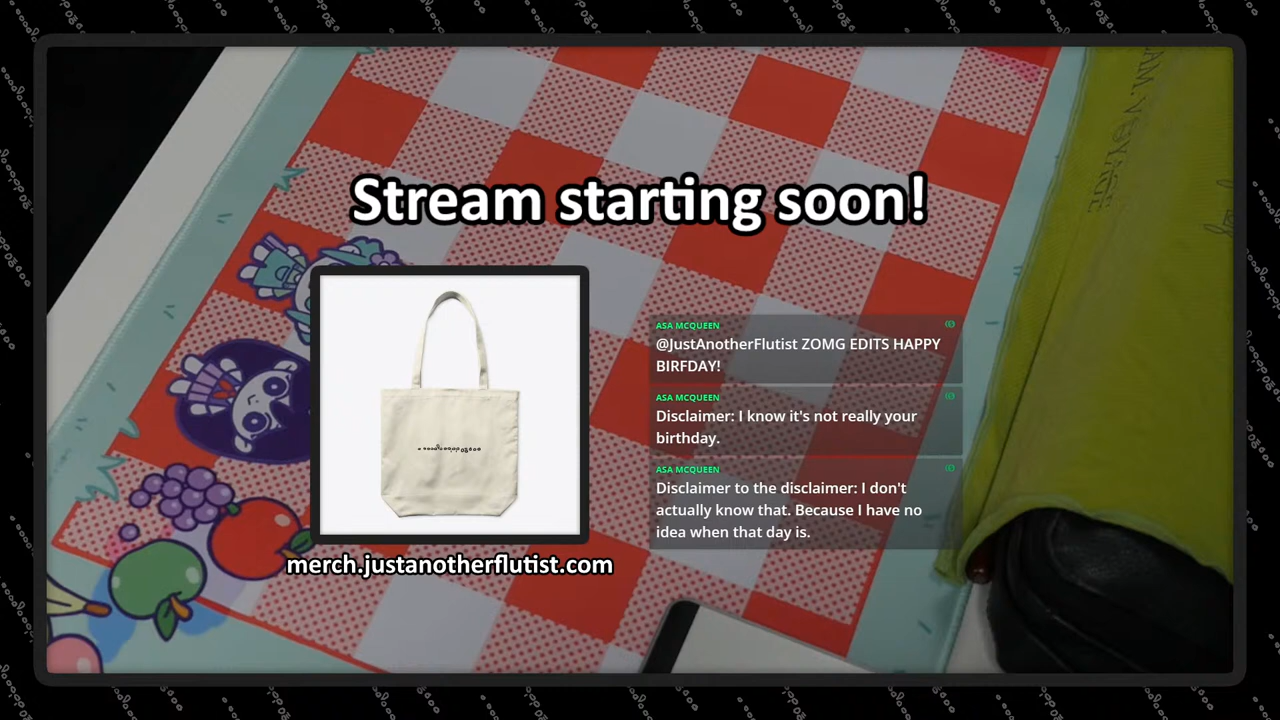 Stream starting soon!
ASA MCQUEEN
@JustAnotherFlutist ZOMG EDITS HAPPY
BIRFDAY!
ASA MCQUEEN
Disclaimer: I know it's not really your
birthday.
ASA MCQUEEN
Disclaimer to the disclaimer: I don't
actually know that. Because I have no
idea when that day is.
merch.justanotherflutist.com